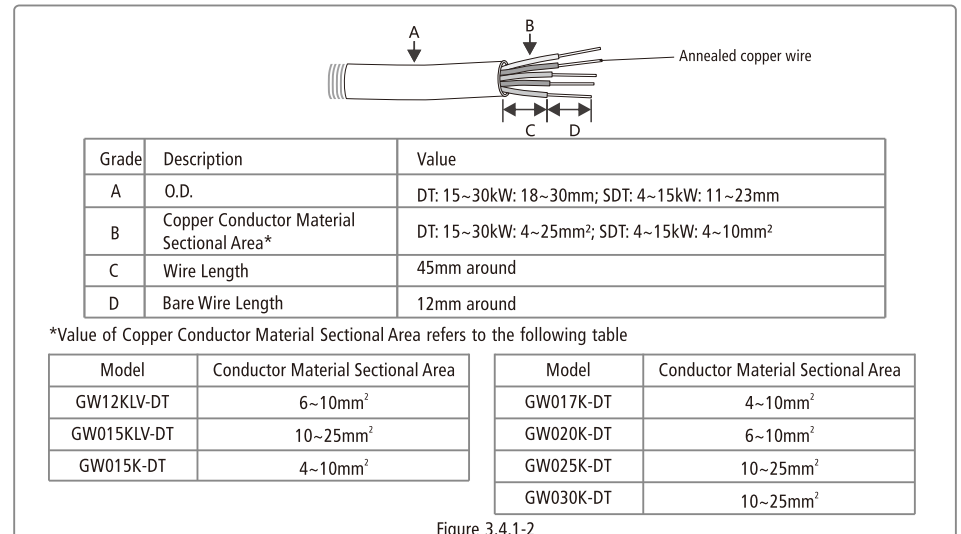 A
B
Annealed copper wire
C
D
Grade Description Value
A O.D. DT: 15~30kW: 18~30mm; SDT: 4~15kW: 11~23mm
B Copper Conductor Material Sectional Area* DT: 15~30kW: 4~25mm²; SDT: 4~15kW: 4~10mm²
C Wire Length 45mm around
D Bare Wire Length 12mm around
*Value of Copper Conductor Material Sectional Area refers to the following table
Model Conductor Material Sectional Area
GW12KLV-DT 6~10mm²
GW015KLV-DT 10~25mm²
GW015K-DT 4~10mm²
Model Conductor Material Sectional Area
GW017K-DT 4~10mm²
GW020K-DT 6~10mm²
GW025K-DT 10~25mm²
GW030K-DT 10~25mm²
Figure 3.4.1-2